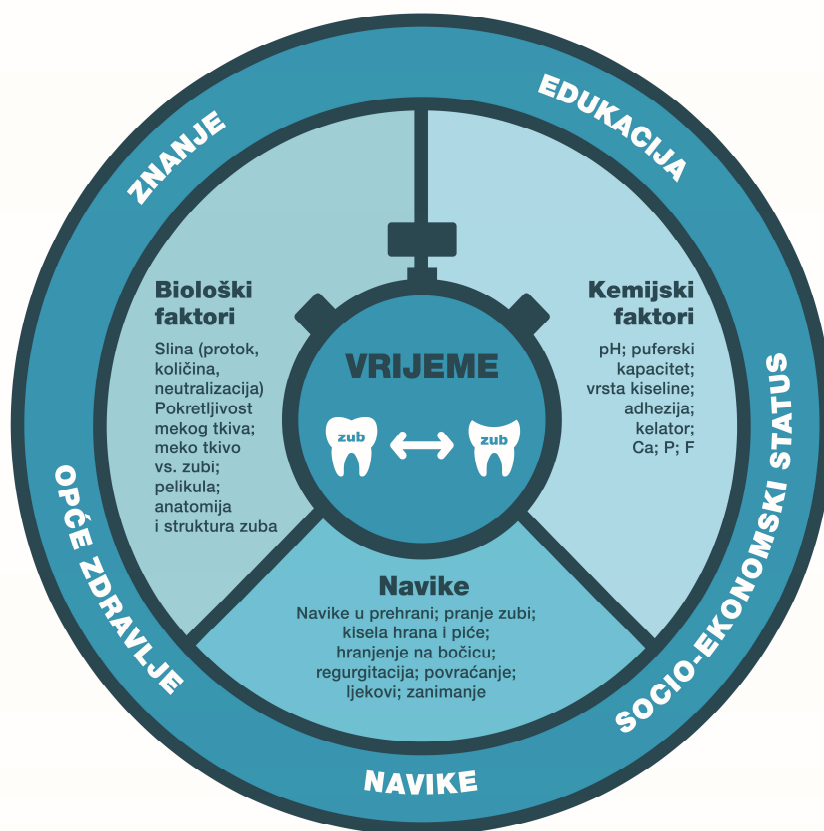 ZNANJE
EDUKACIJA
Biološki
faktori
Slina (protok,
količina,
neutralizacija)
Pokretljivost
mekog tkiva;
meko tkivo
vs. zubi;
pelikula;
anatomija
i struktura zuba
VRIJEME
zub
zub
Kemijski
faktori
pH; puferski
kapacitet;
vrsta kiseline;
adhezija;
kelator;
Ca; P; F
Navike
Navike u prehrani; pranje zubi;
kisela hrana i piće;
hranjenje na bočicu;
regurgitacija; povraćanje;
ljekovi; zanimanje
OPĆE ZDRAVLJE
SOCIO-EKONOMSKI STATUS
NAVIKE